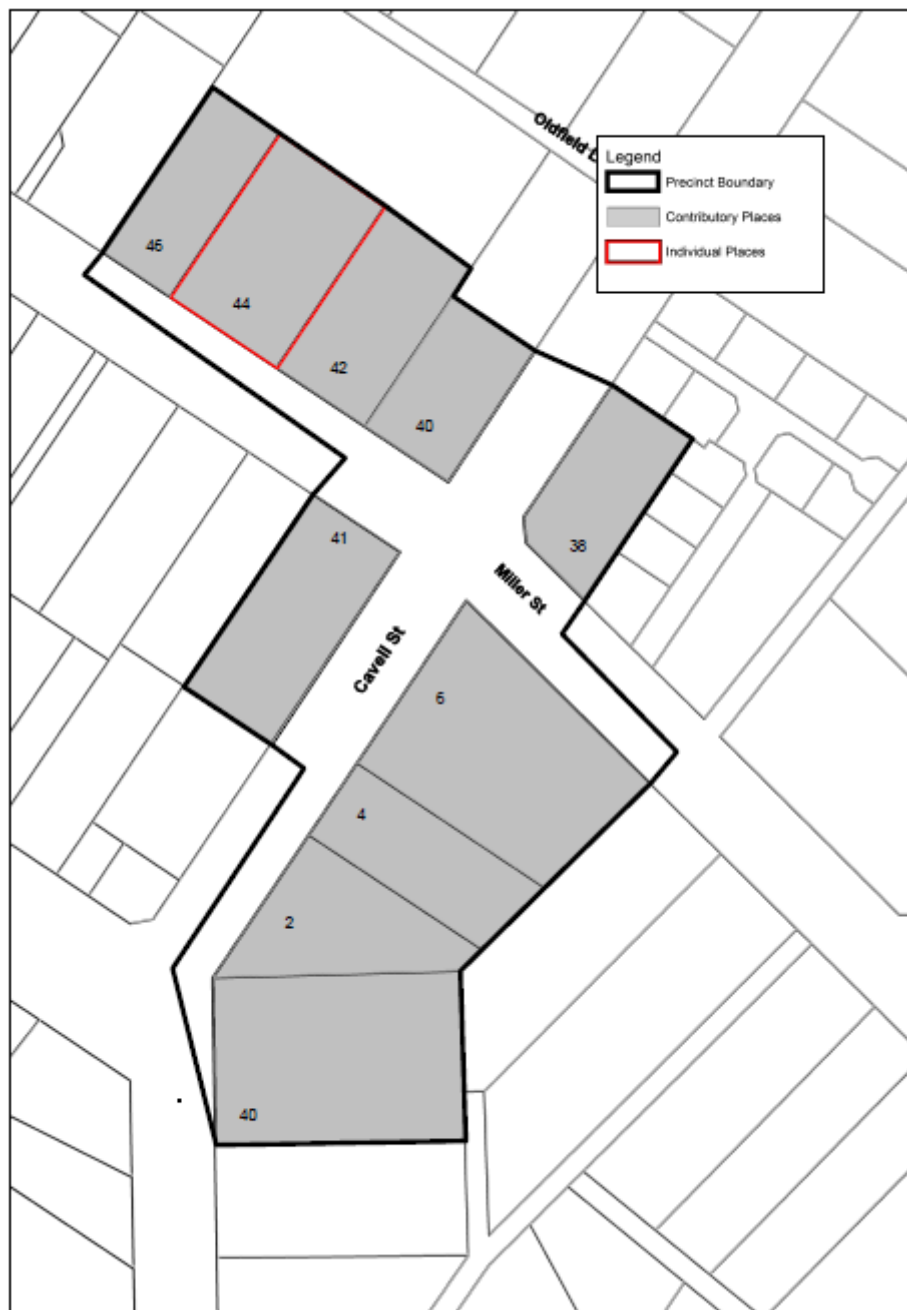 Oldfield
Legend
Precinct Boundary
Contributory Places
Individual Places
46
44
42
40
41
38
Miller St
Cavell St
6
4
2
40